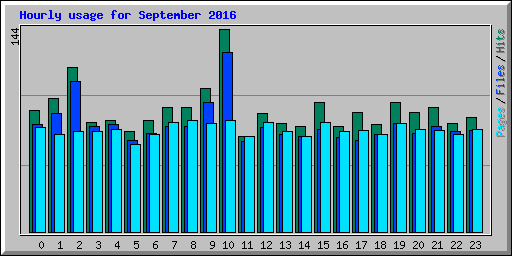 Hourly usage for September 2016
144
Pages / Files / Hits
0 1 2 3 4 5 6 7 8 9 10 11 12 13 14 15 16 17 18 19 20 21 22 23